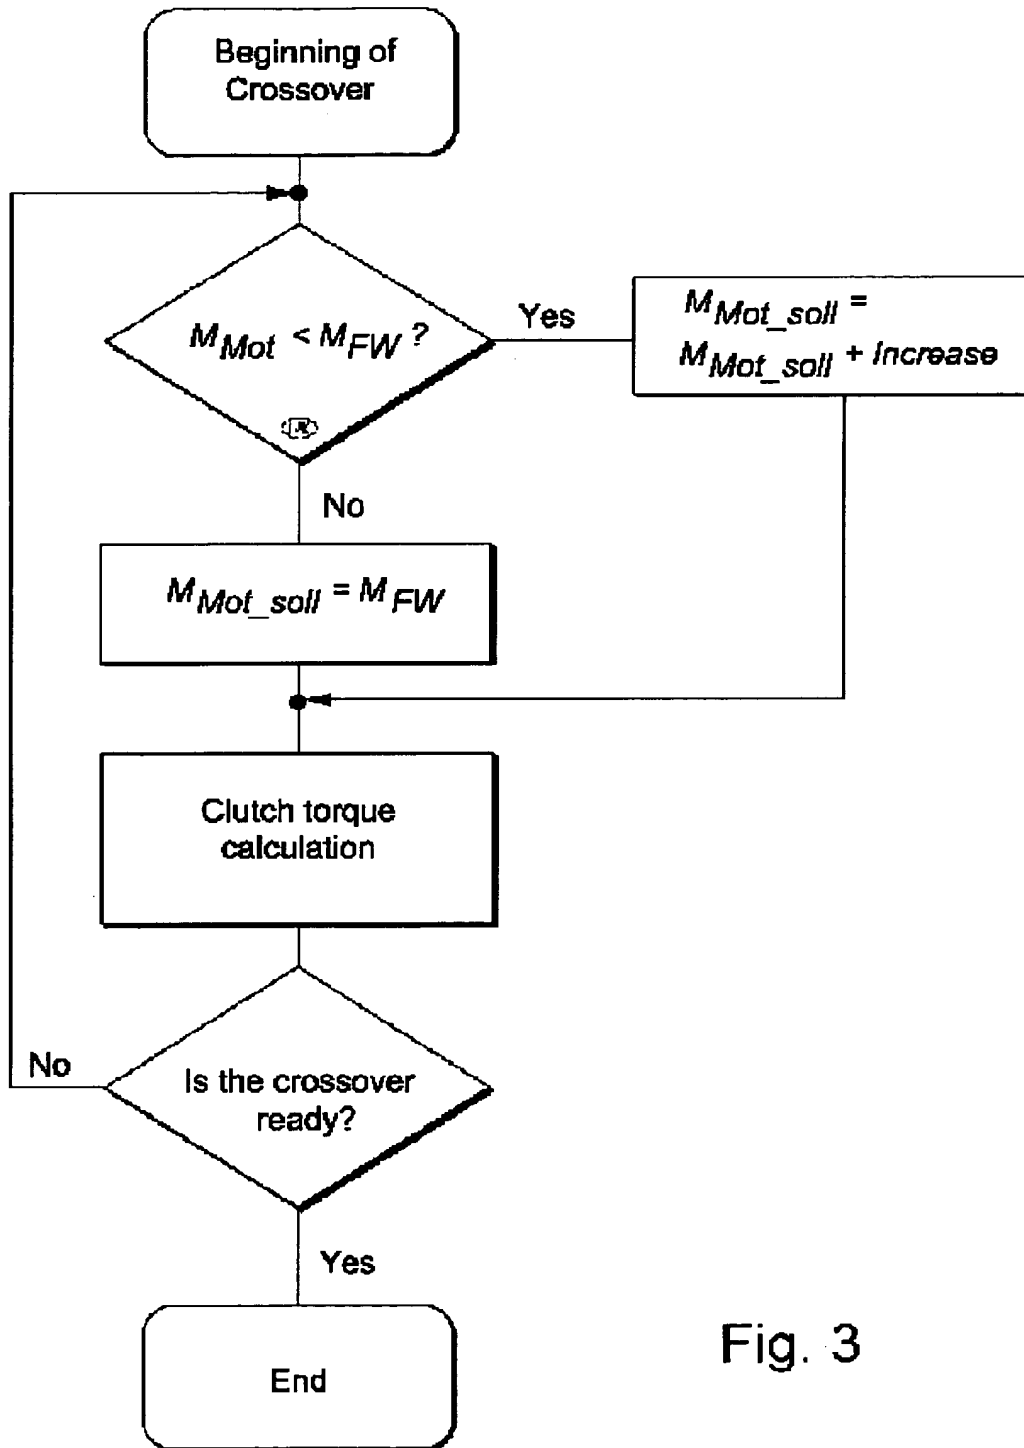 Beginning of
Crossover
M_Mot < M_FW ?
Yes
M_Mot_soll =
M_Mot_soll + Increase
No
M_Mot_soll = M_FW
Clutch torque
calculation
No
Is the crossover
ready?
Yes
End
Fig. 3